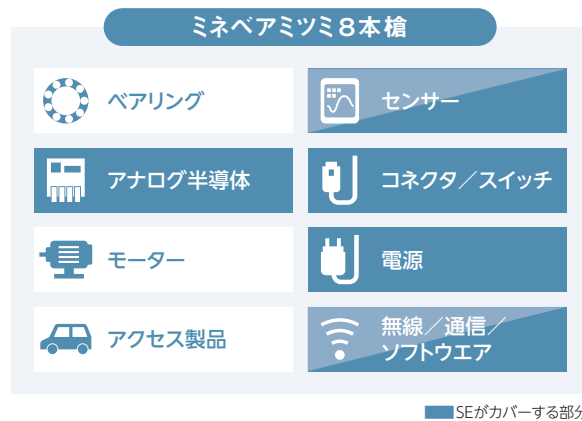 ミネベアミツミ8本槍
ベアリング
センサー
アナログ半導体
コネクタ／スイッチ
モーター
電源
アクセス製品
無線／通信／
ソフトウエア
SEがカバーする部分